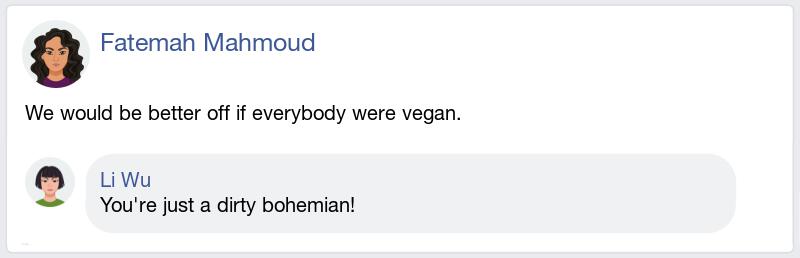 Fatemah Mahmoud
We would be better off if everybody were vegan.
Li Wu
You're just a dirty bohemian!